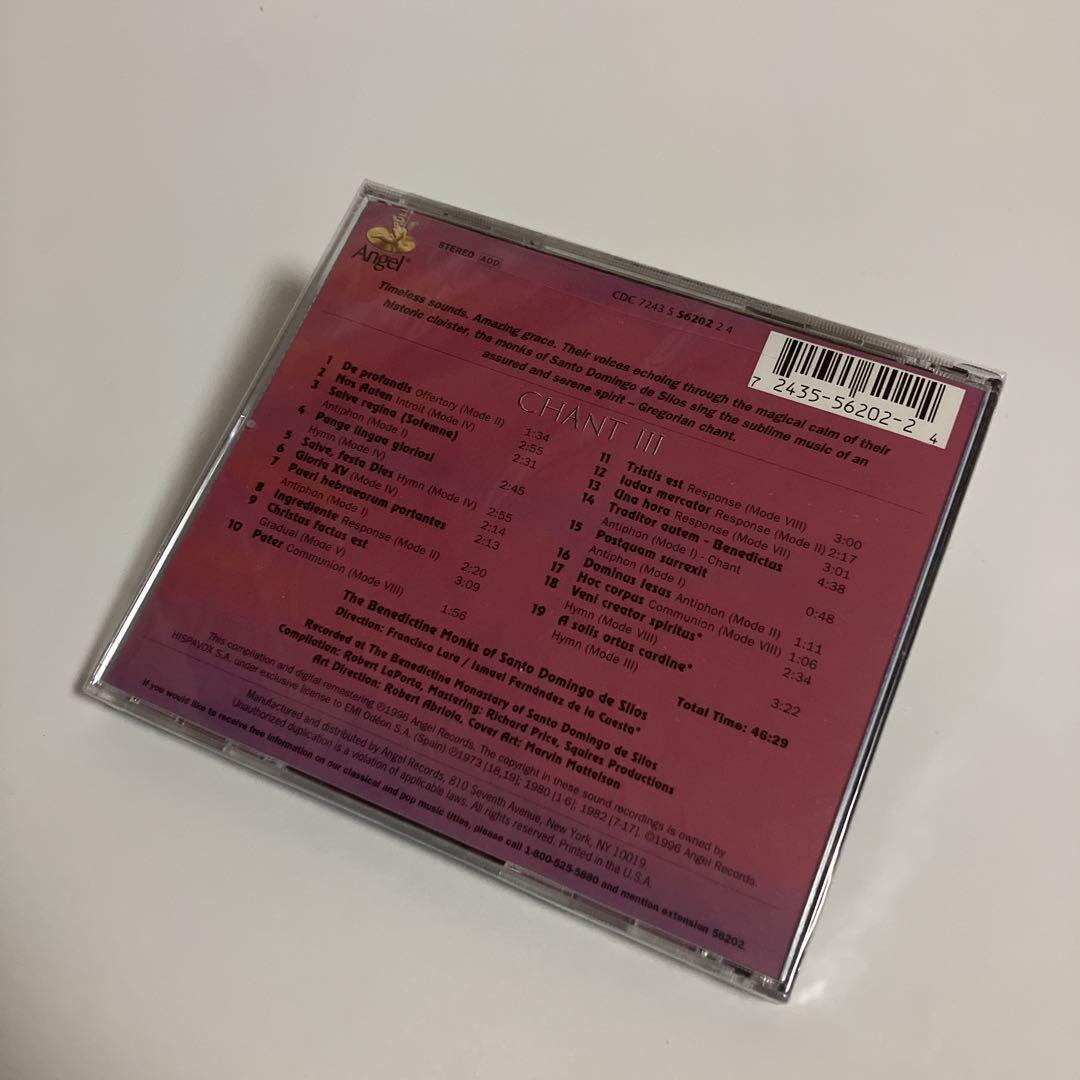 Angel®
STEREO ADD
CDC 7243 5 56202 2 4
7 2435-56202-2 4
Timeless sounds. Amazing grace. Their voices echoing through the magical calm of their
historic cloister, the monks of Santo Domingo de Silos sing the sublime music of an
assured and serene spirit – Gregorian chant.
CHANT III
1 De profundis Offertory (Mode II) 1:34
2 Nos Auten Introit (Mode IV) 2:55
3 Salve regina (Solemne)
Antiphon (Mode I) 2:31
4 Pange lingua gloriosi
Hymn (Mode IV) 2:45
5 Salve, festa Dies Hymn (Mode IV) 2:55
6 Gloria XV (Mode IV) 2:14
7 Pueri hebraeorum portantes
Antiphon (Mode I) 2:13
8 Ingrediente Response (Mode II) 2:20
9 Christus factus est
Gradual (Mode V) 3:09
10 Pater Communion (Mode VIII) 1:56
11 Tristis est Response (Mode VIII) 3:00
12 Iudas mercator Response (Mode II) 2:17
13 Una hora Response (Mode VII) 3:01
14 Traditor autem - Benedictus
Antiphon (Mode I) - Chant 4:38
15 Postquam surrexit
Antiphon (Mode I) 0:48
16 Dominus Iesus Antiphon (Mode II) 1:11
17 Hoc corpus Communion (Mode VIII) 1:06
18 Veni creator spiritus*
Hymn (Mode VIII) 2:34
19 A solis ortus cardine*
Hymn (Mode III) 3:22
Total Time: 46:29
The Benedictine Monks of Santo Domingo de Silos
Direction: Francisco Lara / Ismael Fernández de la Cuesta*
Recorded at The Benedictine Monastary of Santo Domingo de Silos
Compilation: Robert LaPorta, Mastering: Richard Price, Squires Productions
Art Direction: Robert Abriola, Cover Art: Marvin Mattelson
This compilation and digital remastering ℗1996 Angel Records. The copyright in these sound recordings is owned by
HISPAVOX S.A. under exclusive license to EMI Odéon S.A. (Spain) ℗1973 [18,19]; 1980 [1-6]; 1982 [7-17]. ©1996 Angel Records.
Manufactured and distributed by Angel Records, 810 Seventh Avenue, New York, NY 10019,
Unauthorized duplication is a violation of applicable laws. All rights reserved. Printed in the U.S.A.
If you would like to receive free information on our classical and pop music titles, please call 1-800-525-5880 and mention extension 56202.